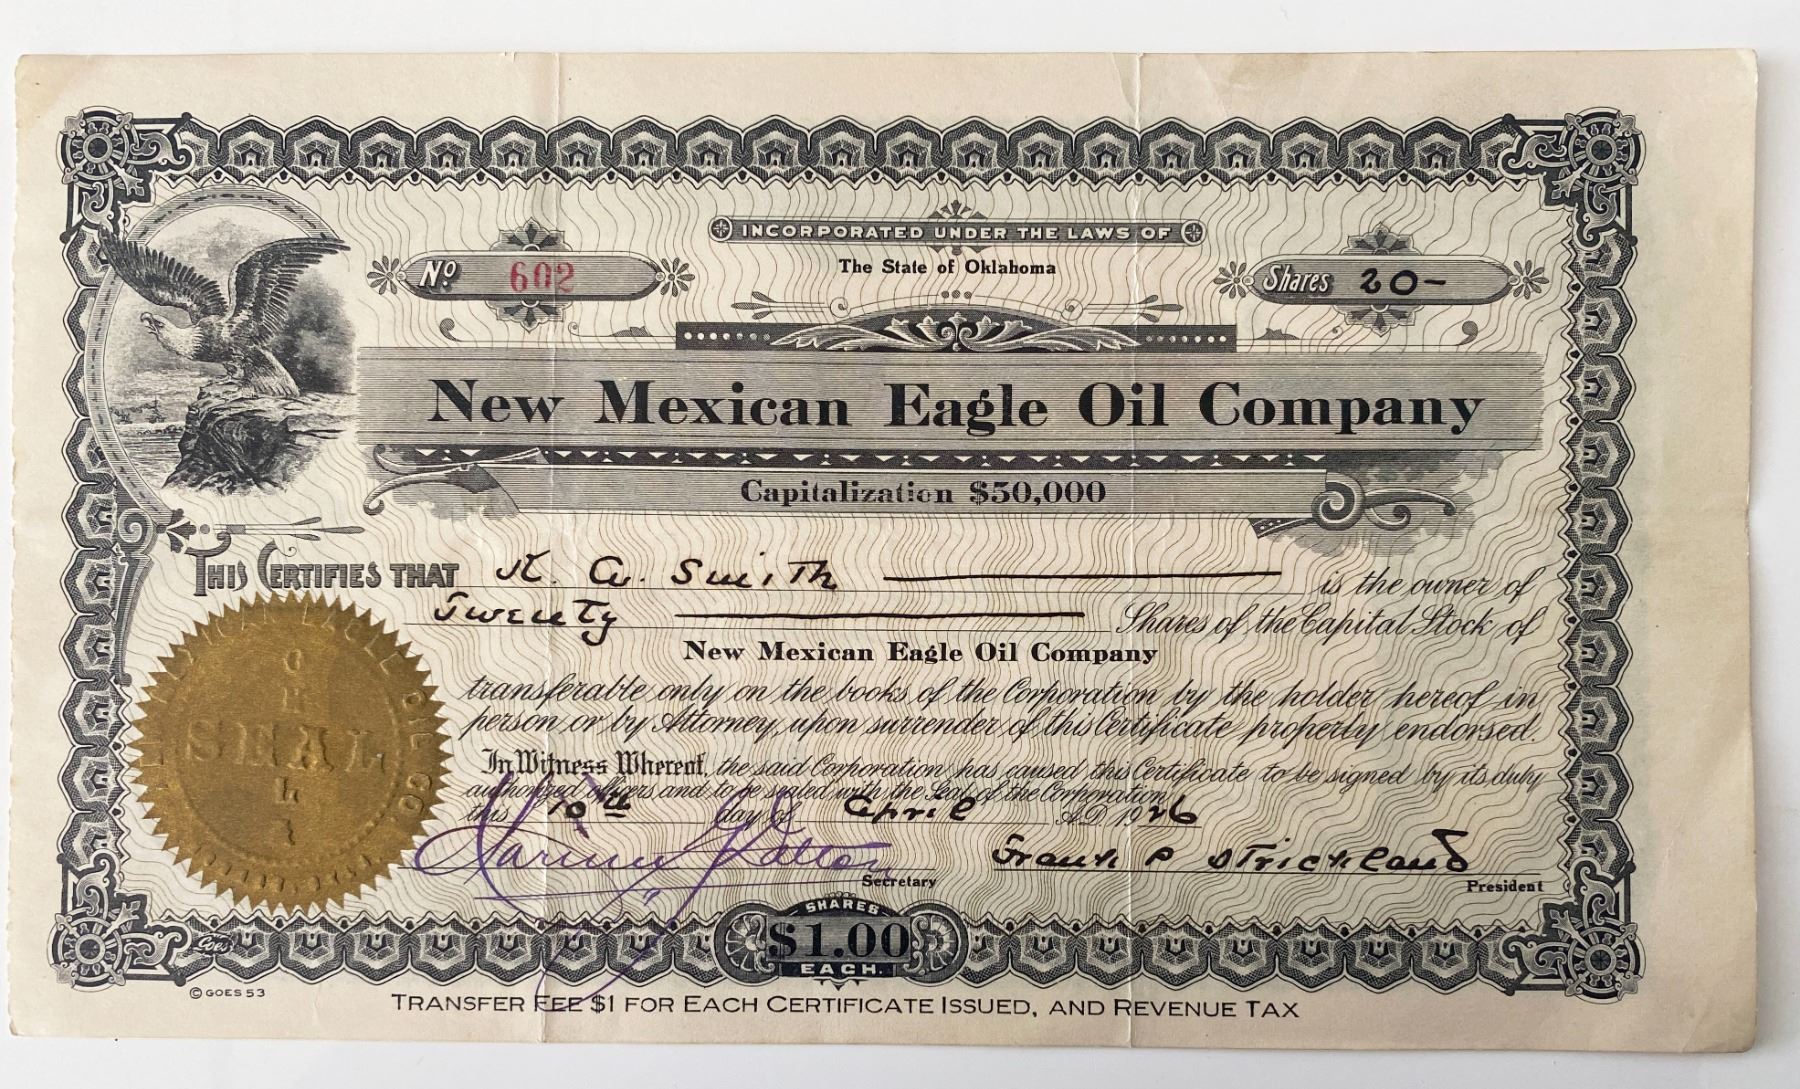 INCORPORATED UNDER THE LAWS OF
The State of Oklahoma
No 602
Shares 20-
New Mexican Eagle Oil Company
Capitalization $50,000
THIS CERTIFIES THAT K. W. Smith is the owner of
Twenty Shares of the Capital Stock of
New Mexican Eagle Oil Company
transferable only on the books of the Corporation by the holder hereof in
person or by Attorney, upon surrender of this Certificate properly endorsed.
In Witness Whereof, the said Corporation has caused this Certificate to be signed by its duly
authorized officers and to be sealed with the Seal of the Corporation
this 10th day of April A.D. 1926
Dalton Frank P Strickland
Secretary President
SEAL
SHARES
$1.00
EACH.
Goes
© GOES 53
TRANSFER FEE $1 FOR EACH CERTIFICATE ISSUED, AND REVENUE TAX